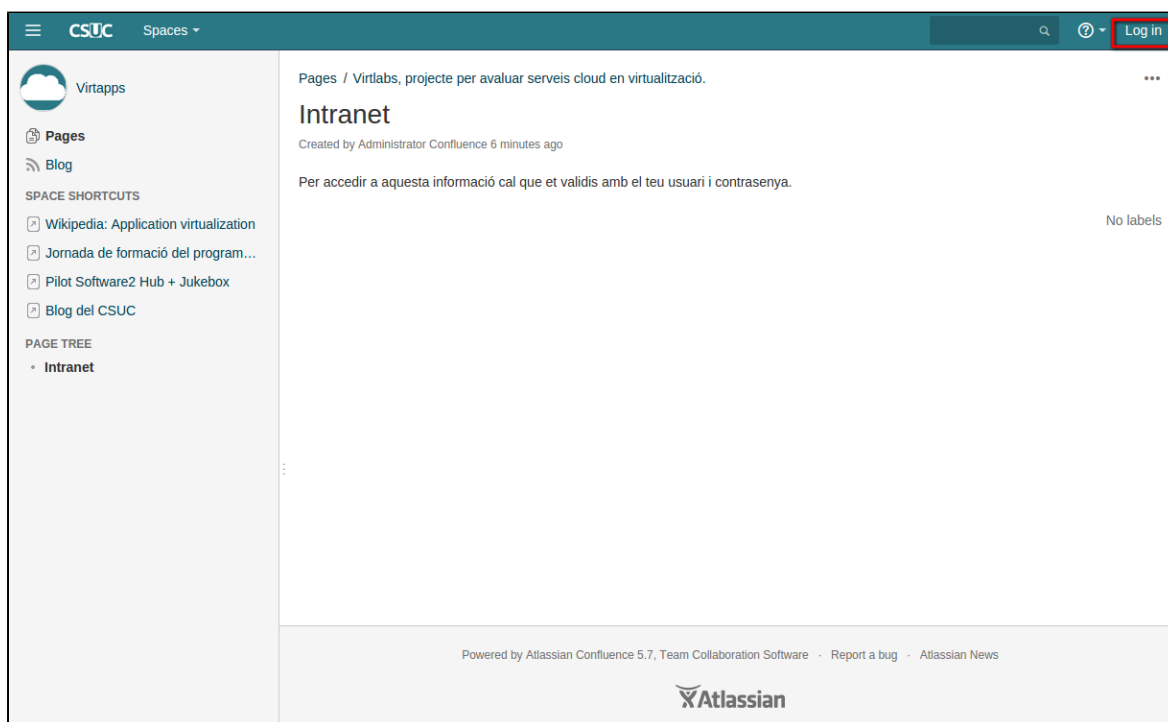 CSUC Spaces Log in
Virtapps
Pages
Blog
SPACE SHORTCUTS
Wikipedia: Application virtualization
Jornada de formació del program…
Pilot Software2 Hub + Jukebox
Blog del CSUC
PAGE TREE
Intranet
Pages / Virtlabs, projecte per avaluar serveis cloud en virtualització.
Intranet
Created by Administrator Confluence 6 minutes ago
Per accedir a aquesta informació cal que et validis amb el teu usuari i contrasenya.
No labels
Powered by Atlassian Confluence 5.7, Team Collaboration Software · Report a bug · Atlassian News
Atlassian